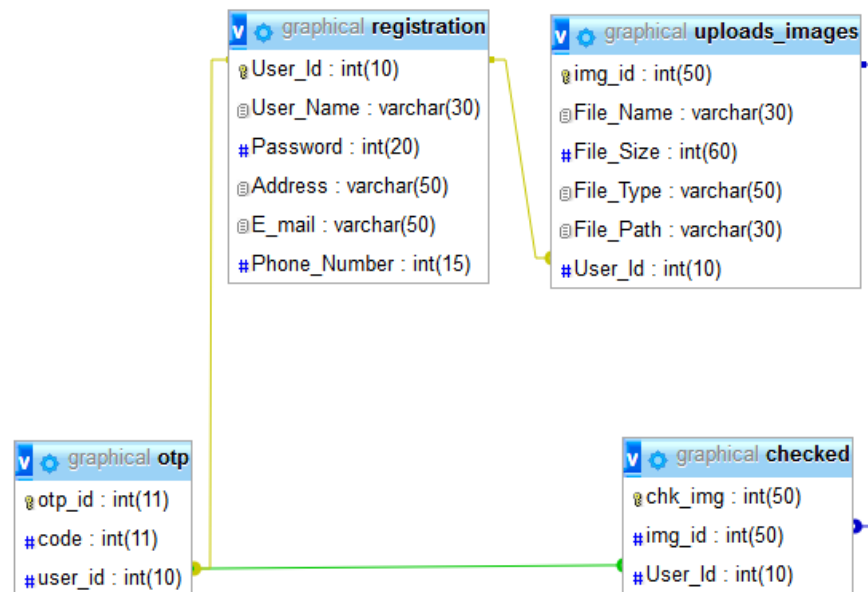 v graphical registration
User_Id : int(10)
User_Name : varchar(30)
#Password : int(20)
Address : varchar(50)
E_mail : varchar(50)
#Phone_Number : int(15)
v graphical uploads_images
img_id : int(50)
File_Name : varchar(30)
#File_Size : int(60)
File_Type : varchar(50)
File_Path : varchar(30)
#User_Id : int(10)
v graphical otp
otp_id : int(11)
#code : int(11)
#user_id : int(10)
v graphical checked
chk_img : int(50)
#img_id : int(50)
#User_Id : int(10)